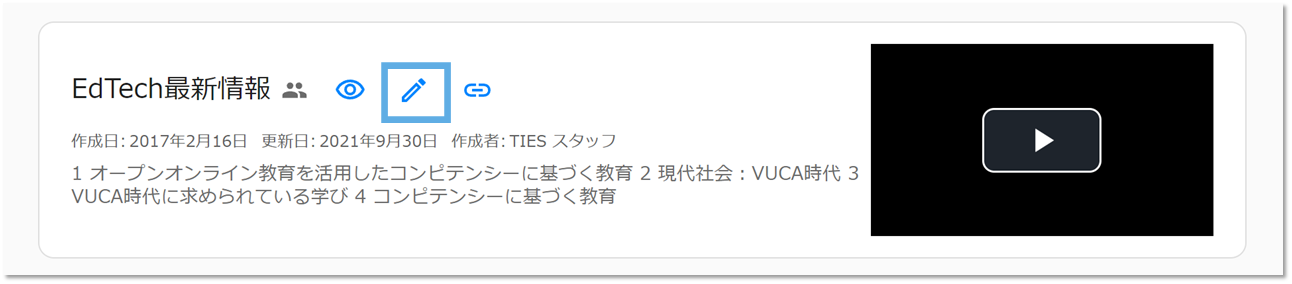 EdTech最新情報
作成日: 2017年2月16日 更新日: 2021年9月30日 作成者: TIES スタッフ
1 オープンオンライン教育を活用したコンピテンシーに基づく教育 2 現代社会：VUCA時代 3
VUCA時代に求められている学び 4 コンピテンシーに基づく教育